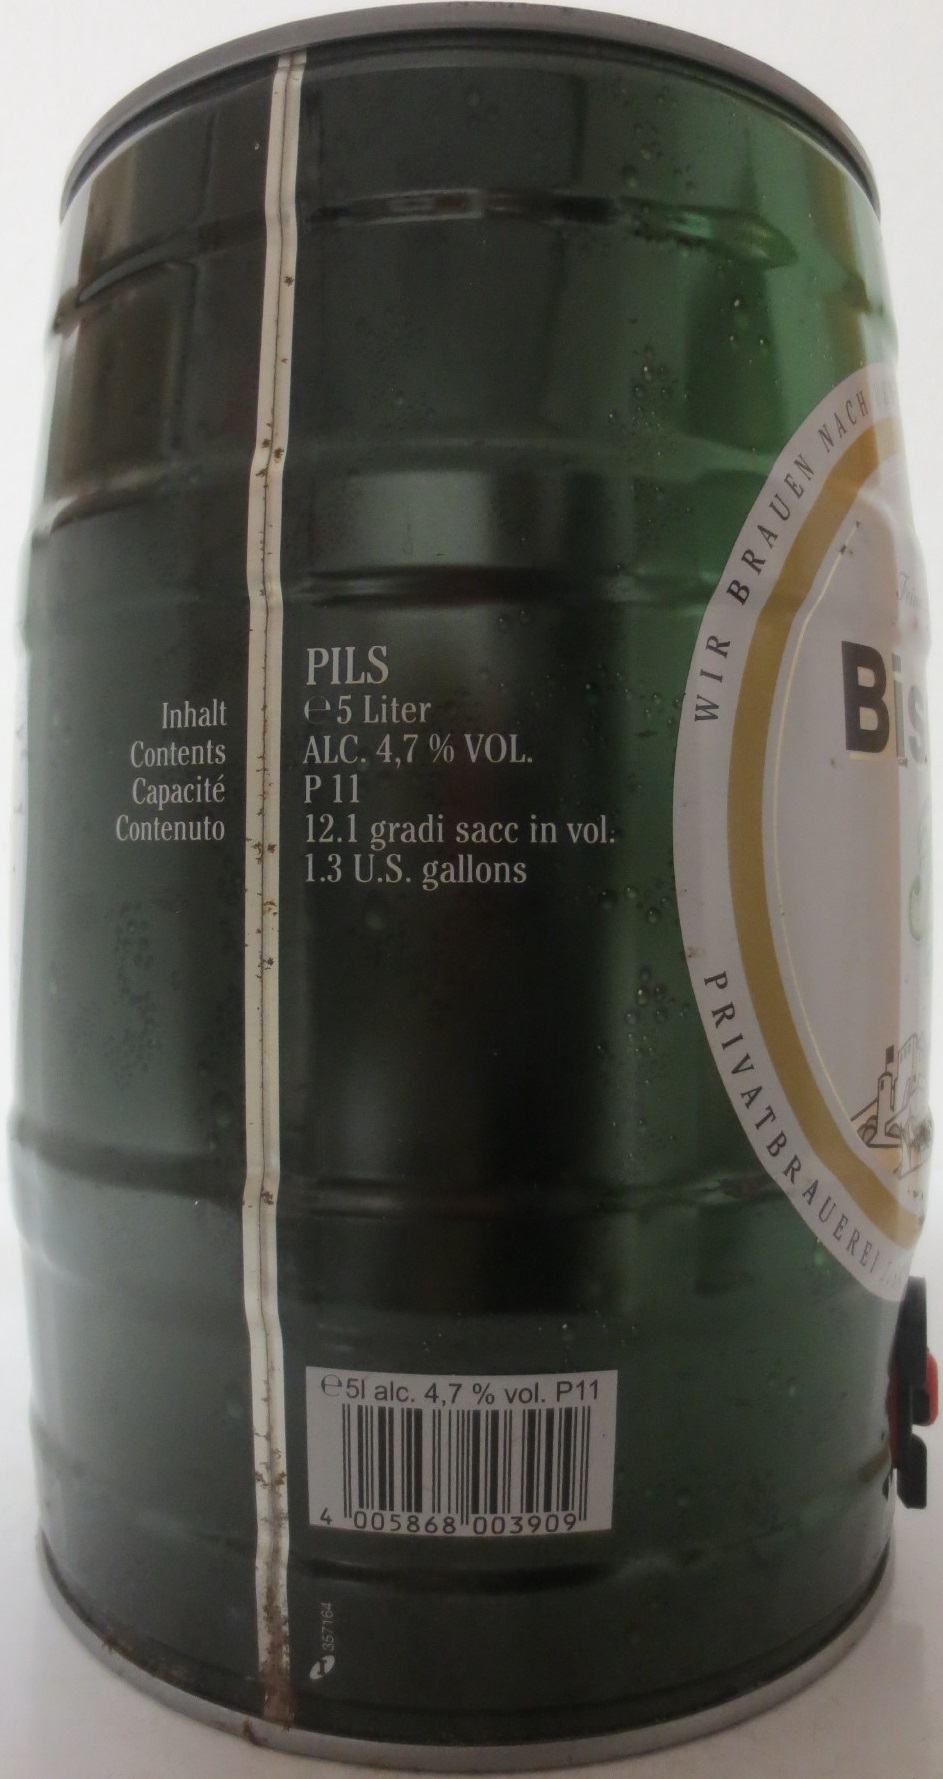 WIR BRAUEN NACH
Bis
PILS
Inhalt ℮ 5 Liter
Contents ALC. 4,7 % VOL.
Capacité P 11
Contenuto 12.1 gradi sacc in vol.
1.3 U.S. gallons
PRIVATBRAUEREI
℮ 5l alc. 4,7 % vol. P11
4 005868 003909
357164